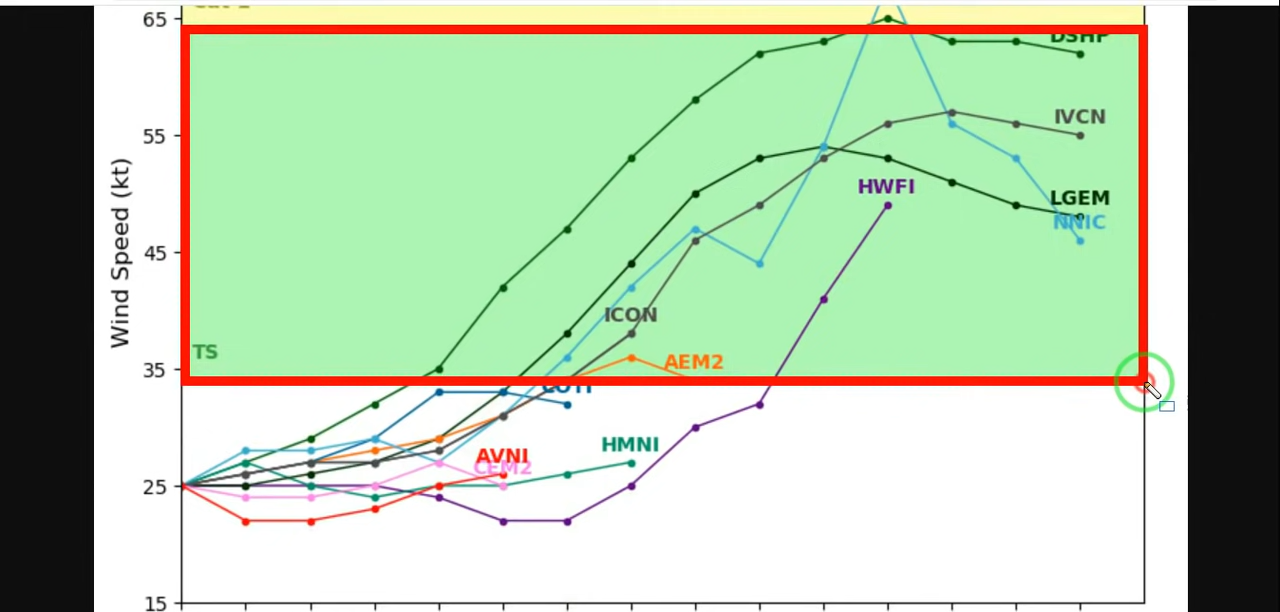 65
DSHP
IVCN
55
HWFI
LGEM
NNIC
45
Wind Speed (kt)
ICON
TS
AEM2
35
COTI
HMNI
AVNI
CEM2
25
15